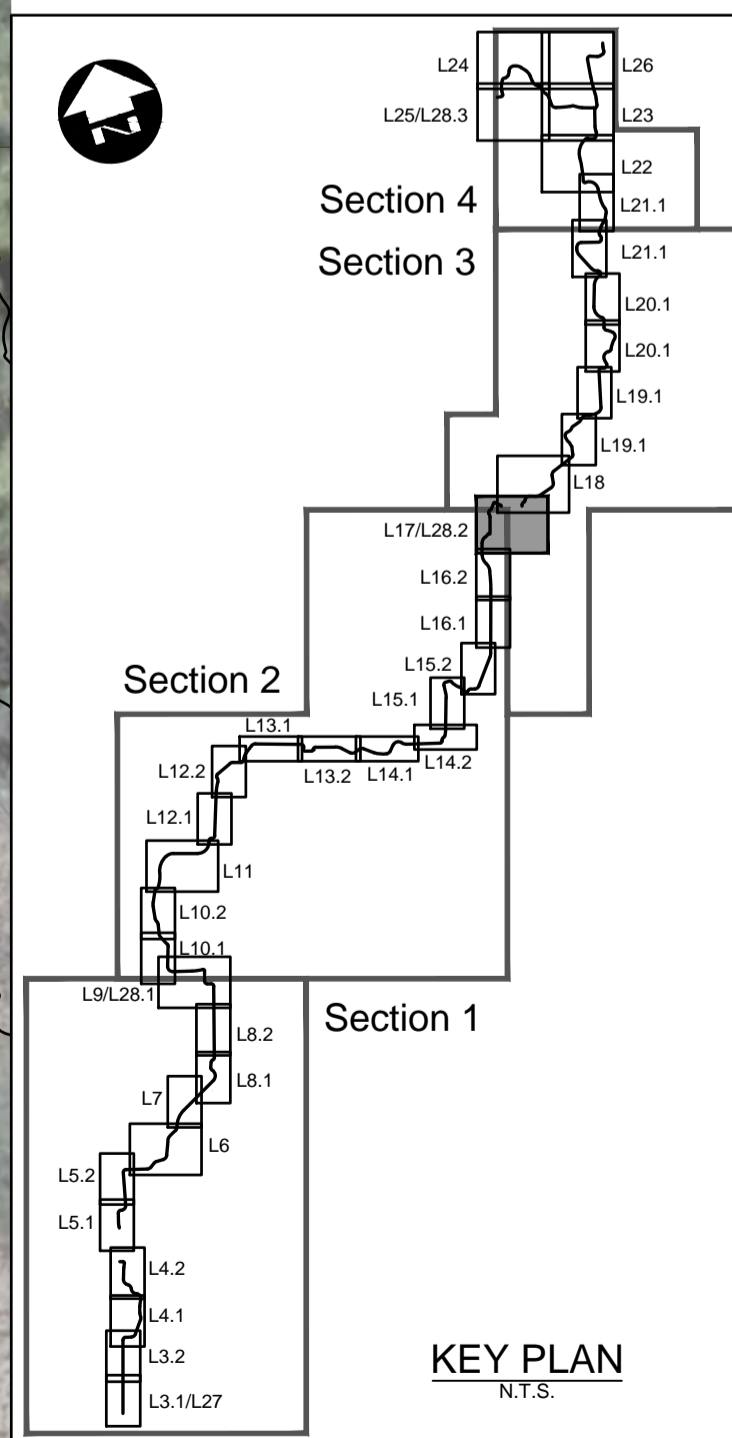 L24
L26
L25/L28.3
L23
L22
Section 4
L21.1
Section 3
L21.1
L20.1
L20.1
L19.1
L19.1
L18
L17/L28.2
L16.2
L16.1
L15.2
Section 2
L15.1
L13.1
L14.2
L12.2
L13.2
L14.1
L12.1
L11
L10.2
L10.1
L9/L28.1
Section 1
L8.2
L8.1
L7
L6
L5.2
L5.1
L4.2
L4.1
L3.2
KEY PLAN
N.T.S.
L3.1/L27
N